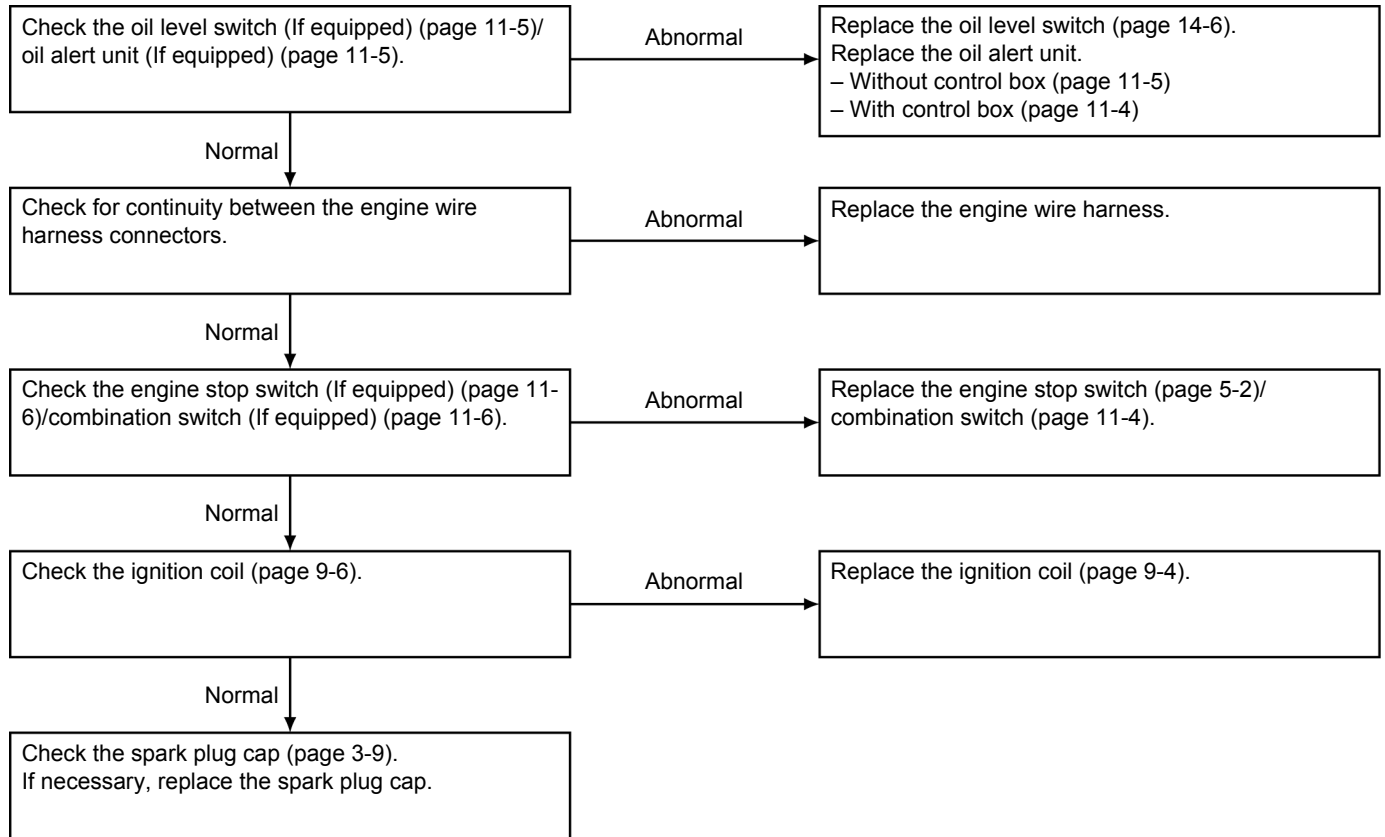 Check the oil level switch (If equipped) (page 11-5)/
oil alert unit (If equipped) (page 11-5).
Abnormal
Replace the oil level switch (page 14-6).
Replace the oil alert unit.
– Without control box (page 11-5)
– With control box (page 11-4)
Normal
Check for continuity between the engine wire
harness connectors.
Abnormal
Replace the engine wire harness.
Normal
Check the engine stop switch (If equipped) (page 11-
6)/combination switch (If equipped) (page 11-6).
Abnormal
Replace the engine stop switch (page 5-2)/
combination switch (page 11-4).
Normal
Check the ignition coil (page 9-6).
Abnormal
Replace the ignition coil (page 9-4).
Normal
Check the spark plug cap (page 3-9).
If necessary, replace the spark plug cap.